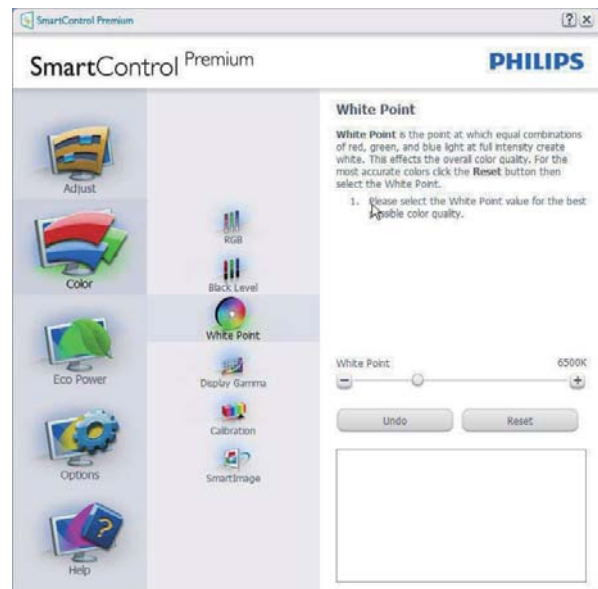 SmartControl Premium
SmartControl Premium
PHILIPS
Adjust
Color
Eco Power
Options
Help
RGB
Black Level
White Point
Display Gamma
Calibration
SmartImage
White Point
White Point is the point at which equal combinations
of red, green, and blue light at full intensity create
white. This effects the overall color quality. For the
most accurate colors click the Reset button then
select the White Point.
1. Please select the White Point value for the best
possible color quality.
White Point 6500K
Undo Reset